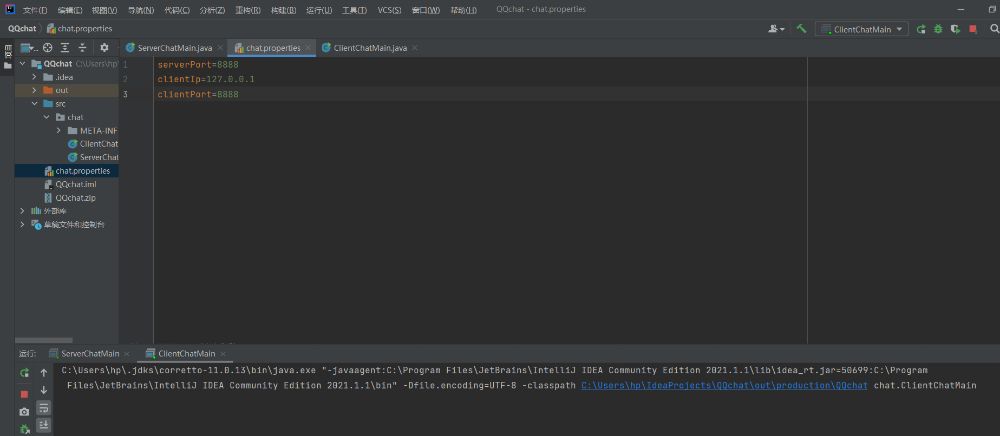 文件(F) 编辑(E) 视图(V) 导航(N) 代码(C) 分析(Z) 重构(R) 构建(B) 运行(U) 工具(T) VCS(S) 窗口(W) 帮助(H) QQchat - chat.properties
QQchat chat.properties ClientChatMain
项目
... ServerChatMain.java chat.properties ClientChatMain.java
QQchat C:\Users\hp\
.idea
out
src
chat
META-INF
ClientChat
ServerChat
chat.properties
QQchat.iml
QQchat.zip
外部库
草稿文件和控制台
1 serverPort=8888
2 clientIp=127.0.0.1
3 clientPort=8888
运行: ServerChatMain ClientChatMain
C:\Users\hp\.jdks\corretto-11.0.13\bin\java.exe "-javaagent:C:\Program Files\JetBrains\IntelliJ IDEA Community Edition 2021.1.1\lib\idea_rt.jar=50699:C:\Program
Files\JetBrains\IntelliJ IDEA Community Edition 2021.1.1\bin" -Dfile.encoding=UTF-8 -classpath C:\Users\hp\IdeaProjects\QQchat\out\production\QQchat chat.ClientChatMain